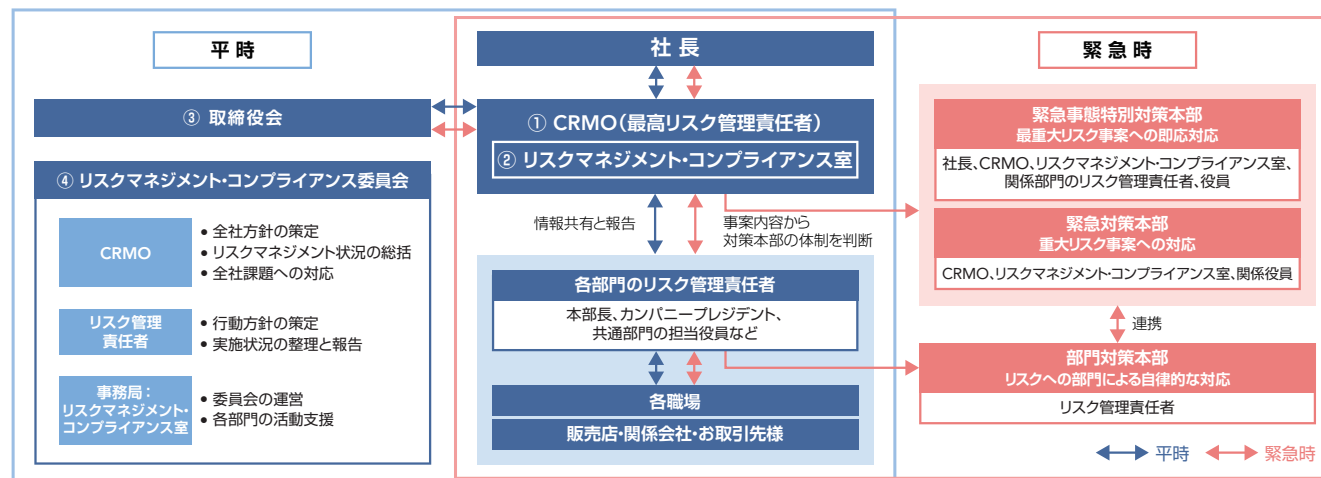 平時
③ 取締役会
④ リスクマネジメント・コンプライアンス委員会
CRMO
• 全社方針の策定
• リスクマネジメント状況の総括
• 全社課題への対応
リスク管理
責任者
• 行動方針の策定
• 実施状況の整理と報告
事務局：
リスクマネジメント・
コンプライアンス室
• 委員会の運営
• 各部門の活動支援
社長
① CRMO（最高リスク管理責任者）
② リスクマネジメント・コンプライアンス室
情報共有と報告
事案内容から
対策本部の体制を判断
各部門のリスク管理責任者
本部長、カンパニープレジデント、
共通部門の担当役員など
各職場
販売店・関係会社・お取引先様
緊急時
緊急事態特別対策本部
最重大リスク事案への即応対応
社長、CRMO、リスクマネジメント・コンプライアンス室、
関係部門のリスク管理責任者、役員
緊急対策本部
重大リスク事案への対応
CRMO、リスクマネジメント・コンプライアンス室、関係役員
連携
部門対策本部
リスクへの部門による自律的な対応
リスク管理責任者
平時
緊急時